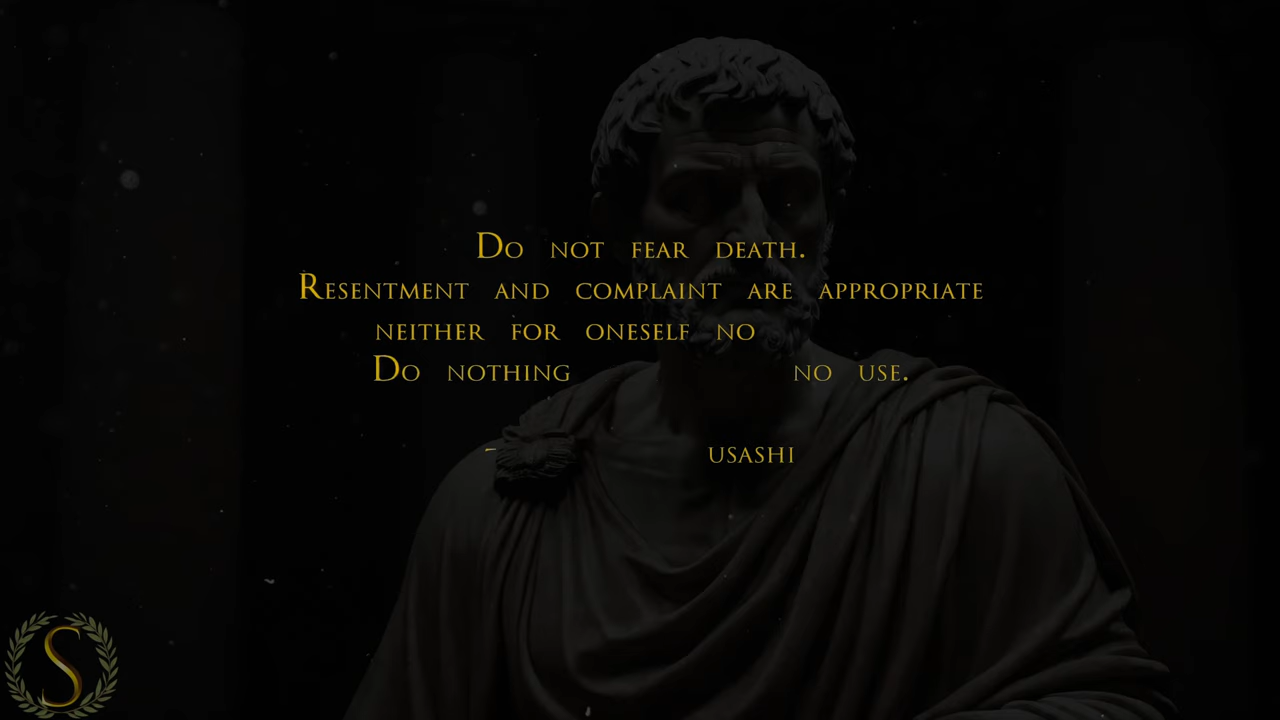 Do not fear death.
Resentment and complaint are appropriate
neither for oneself no
Do nothing no use.
- usashi
S